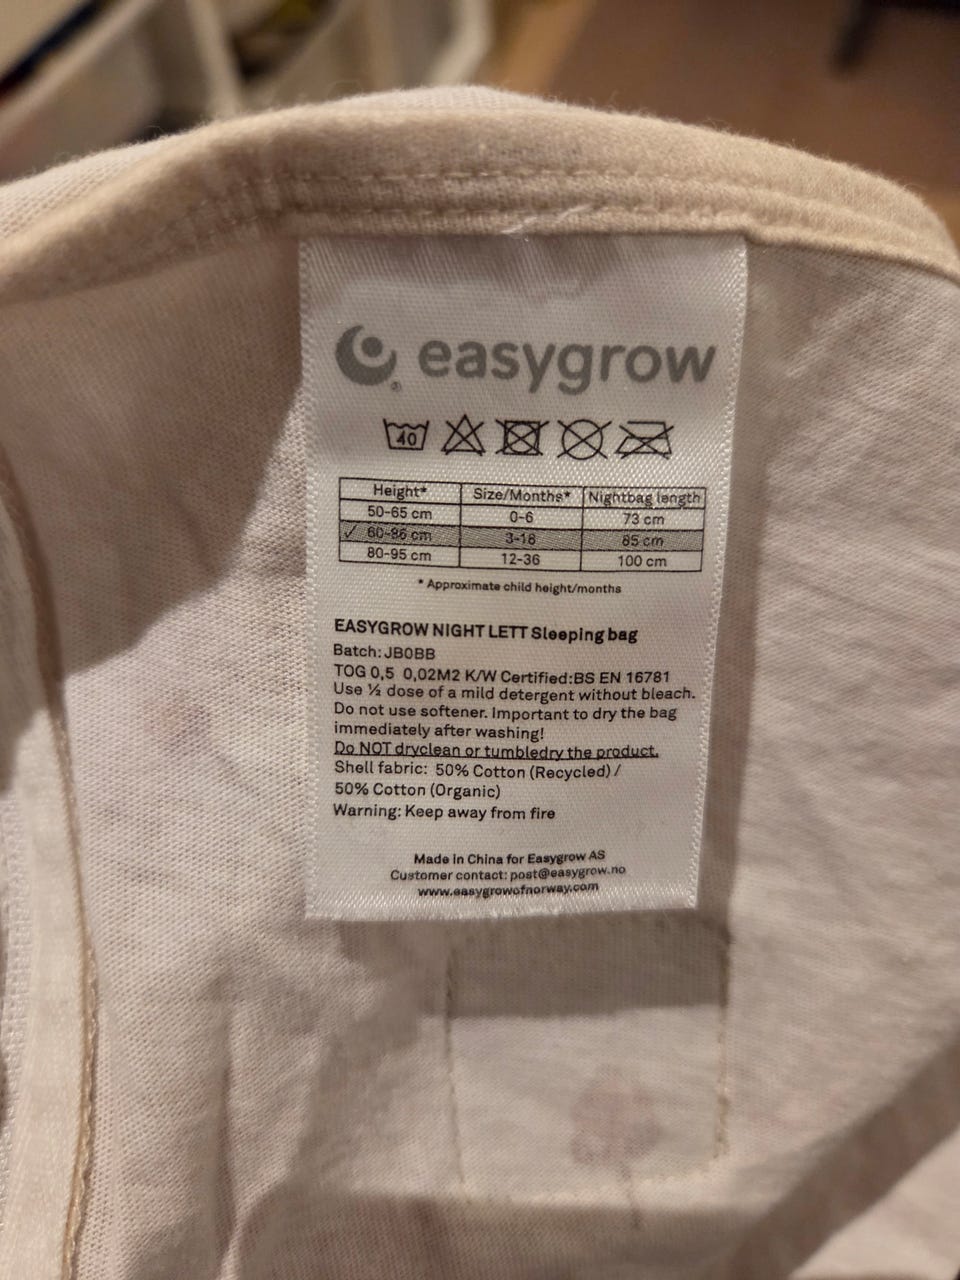 easygrow
40
Height* Size/Months* Nightbag length
50-65 cm 0-6 73 cm
✓ 60-86 cm 3-18 85 cm
80-95 cm 12-36 100 cm
* Approximate child height/months
EASYGROW NIGHT LETT Sleeping bag
Batch: JB0BB
TOG 0,5 0,02M2 K/W Certified:BS EN 16781
Use ½ dose of a mild detergent without bleach.
Do not use softener. Important to dry the bag
immediately after washing!
Do NOT dryclean or tumbledry the product.
Shell fabric: 50% Cotton (Recycled) /
50% Cotton (Organic)
Warning: Keep away from fire
Made in China for Easygrow AS
Customer contact: post@easygrow.no
www.easygrowofnorway.com